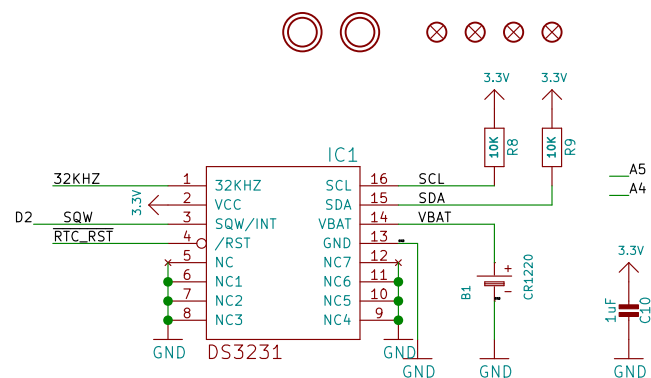 3.3V 3.3V
10K R8 10K R9
IC1
32KHZ 1 32KHZ SCL 16 SCL
3.3V 2 VCC SDA 15 SDA
D2 SQW 3 SQW/INT VBAT 14 VBAT
RTC_RST 4 /RST GND 13
5 NC NC7 12
6 NC1 NC6 11
7 NC2 NC5 10
8 NC3 NC4 9
GND DS3231 GND GND
B1 + - CR1220
GND
A5
A4
3.3V
1uF C10
GND